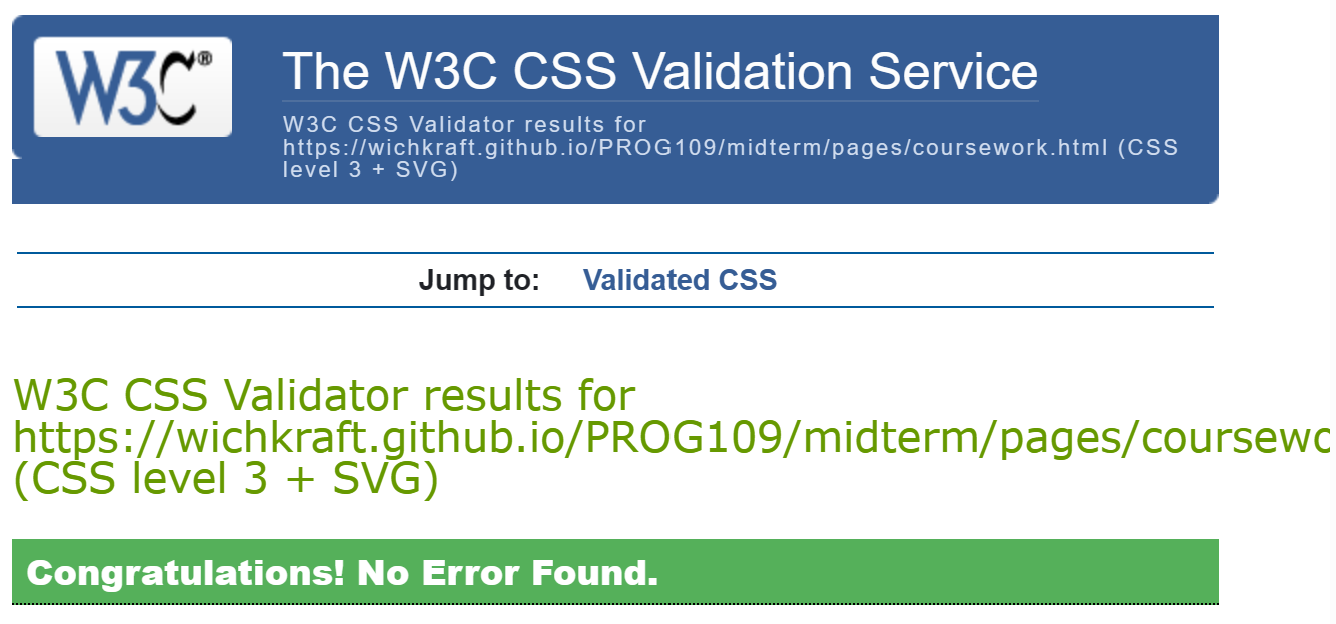 W3C®
The W3C CSS Validation Service
W3C CSS Validator results for
https://wichkraft.github.io/PROG109/midterm/pages/coursework.html (CSS
level 3 + SVG)
Jump to: Validated CSS
W3C CSS Validator results for
https://wichkraft.github.io/PROG109/midterm/pages/coursewo
(CSS level 3 + SVG)
Congratulations! No Error Found.